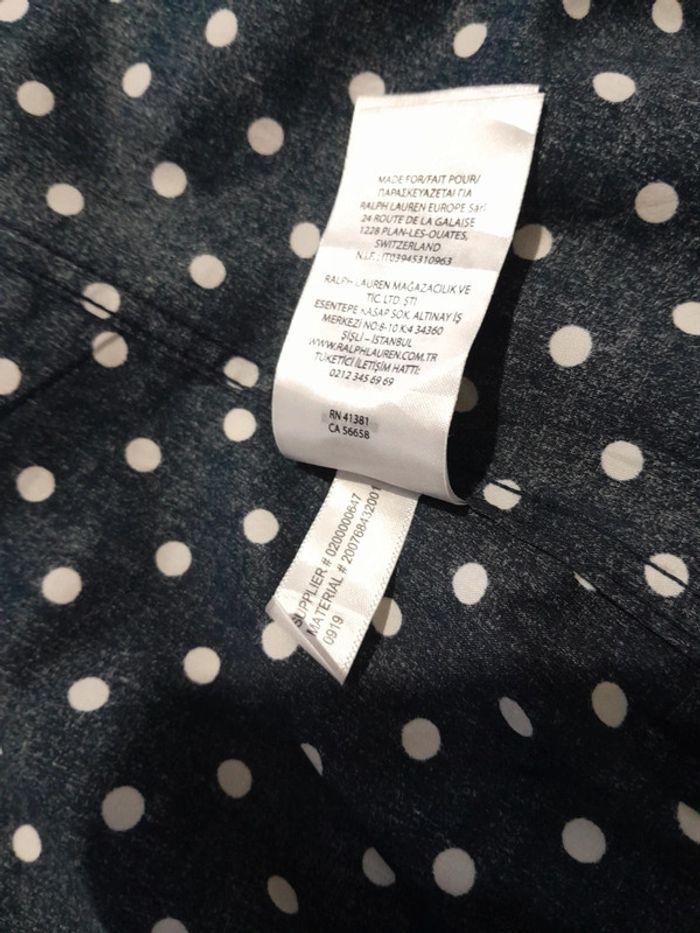 MADE FOR/FAIT POUR/
ΠΑΡΑΣΚΕΥΑΖΕΤΑΙ ΓΙΑ
RALPH LAUREN EUROPE Sàrl
24 ROUTE DE LA GALAISE
1228 PLAN-LES-OUATES,
SWITZERLAND
N.I.F.: IT03945310963
RALPH LAUREN MAĞAZACILIK VE
TİC. LTD. ŞTİ
ESENTEPE KASAP SOK. ALTINAY İŞ
MERKEZİ NO:8-10 K:4 34360
ŞİŞLİ – İSTANBUL
WWW.RALPHLAUREN.COM.TR
TÜKETİCİ İLETİŞİM HATTI:
0212 345 69 69
RN 41381
CA 56658
SUPPLIER # 0200000647
MATERIAL # 200768432001
0919